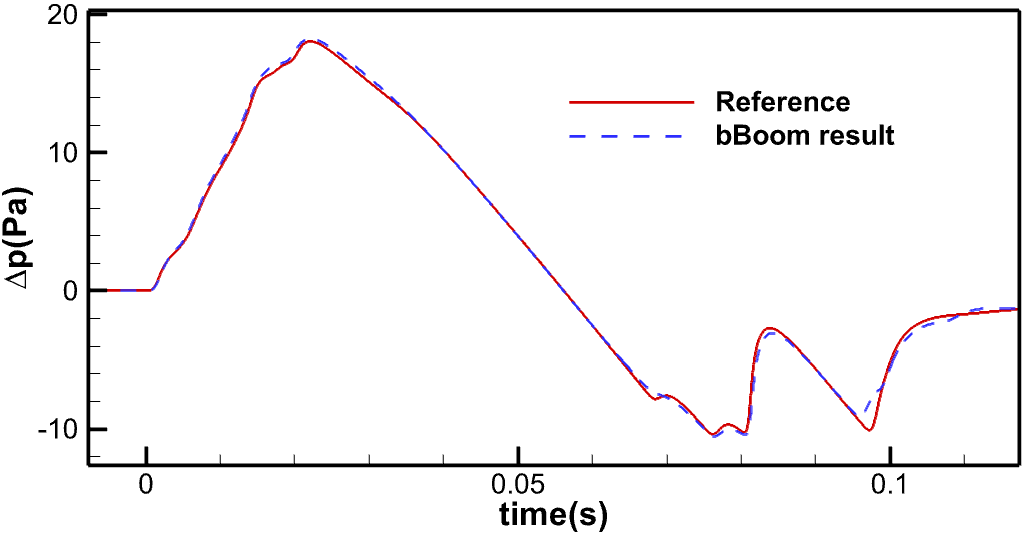 20
10
0
-10
Δp(Pa)
Reference
bBoom result
0
0.05
0.1
time(s)